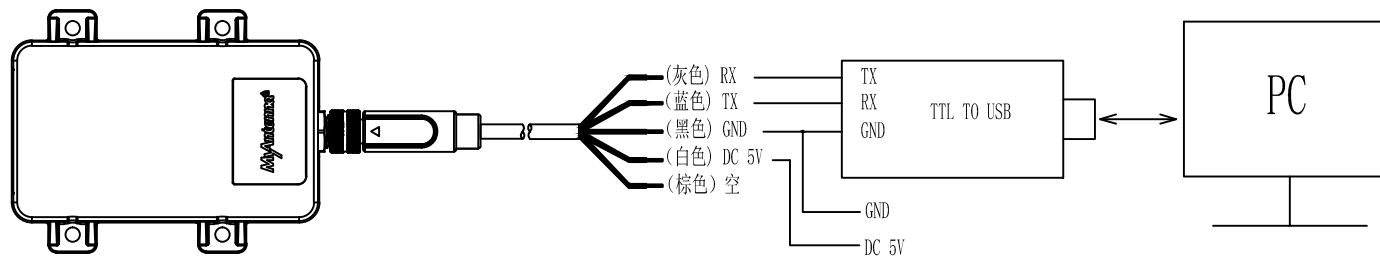 MyAntenna
(灰色) RX
(蓝色) TX
(黑色) GND
(白色) DC 5V
(棕色) 空
TX
RX
GND
TTL TO USB
GND
DC 5V
PC